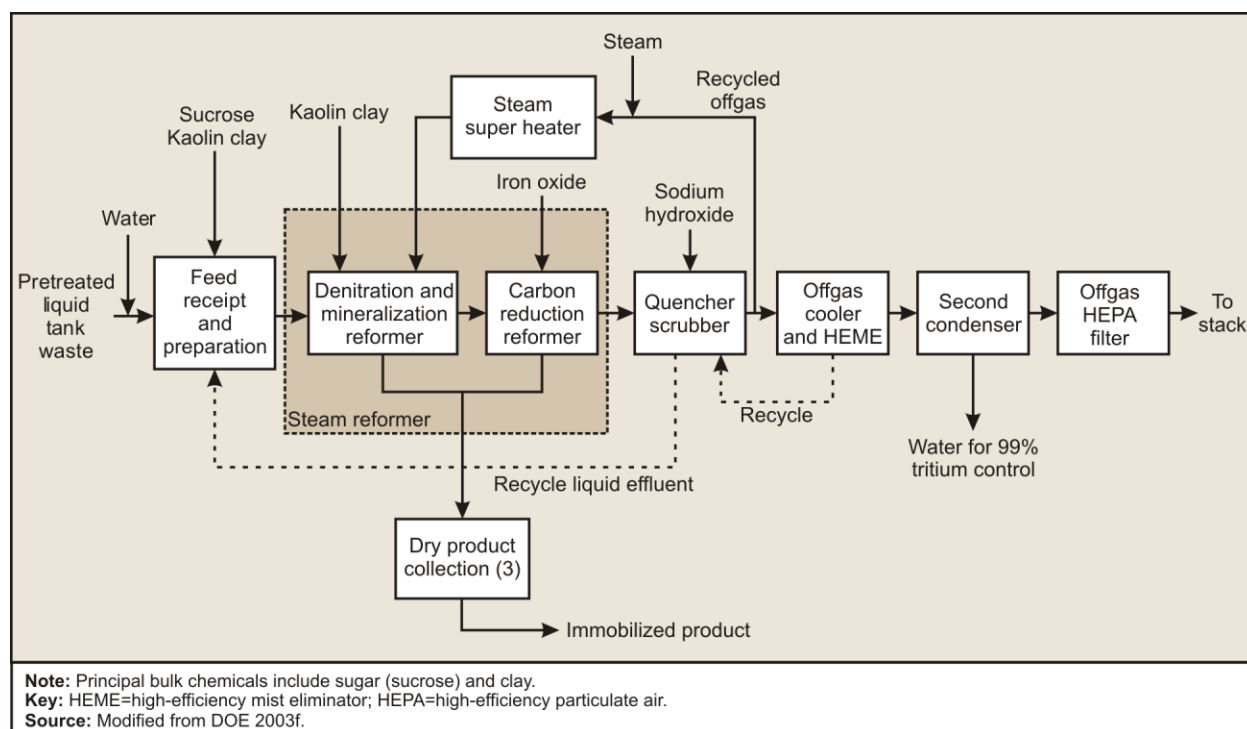 Steam
Recycled
offgas
Steam
super heater
Sucrose
Kaolin clay
Kaolin clay
Iron oxide
Sodium
hydroxide
Water
Pretreated
liquid
tank
waste
Feed
receipt
and
preparation
Denitration and
mineralization
reformer
Carbon
reduction
reformer
Quencher
scrubber
Offgas
cooler
and HEME
Second
condenser
Offgas
HEPA
filter
To
stack
Steam reformer
Recycle
Water for 99%
tritium control
Recycle liquid effluent
Dry product
collection (3)
Immobilized product
Note: Principal bulk chemicals include sugar (sucrose) and clay.
Key: HEME=high-efficiency mist eliminator; HEPA=high-efficiency particulate air.
Source: Modified from DOE 2003f.